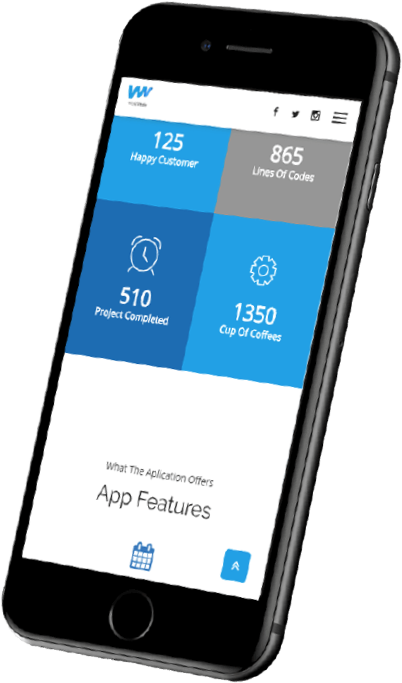 125
Happy Customer
865
Lines Of Codes
510
Project Completed
1350
Cup Of Coffees
What The Aplication Offers
App Features